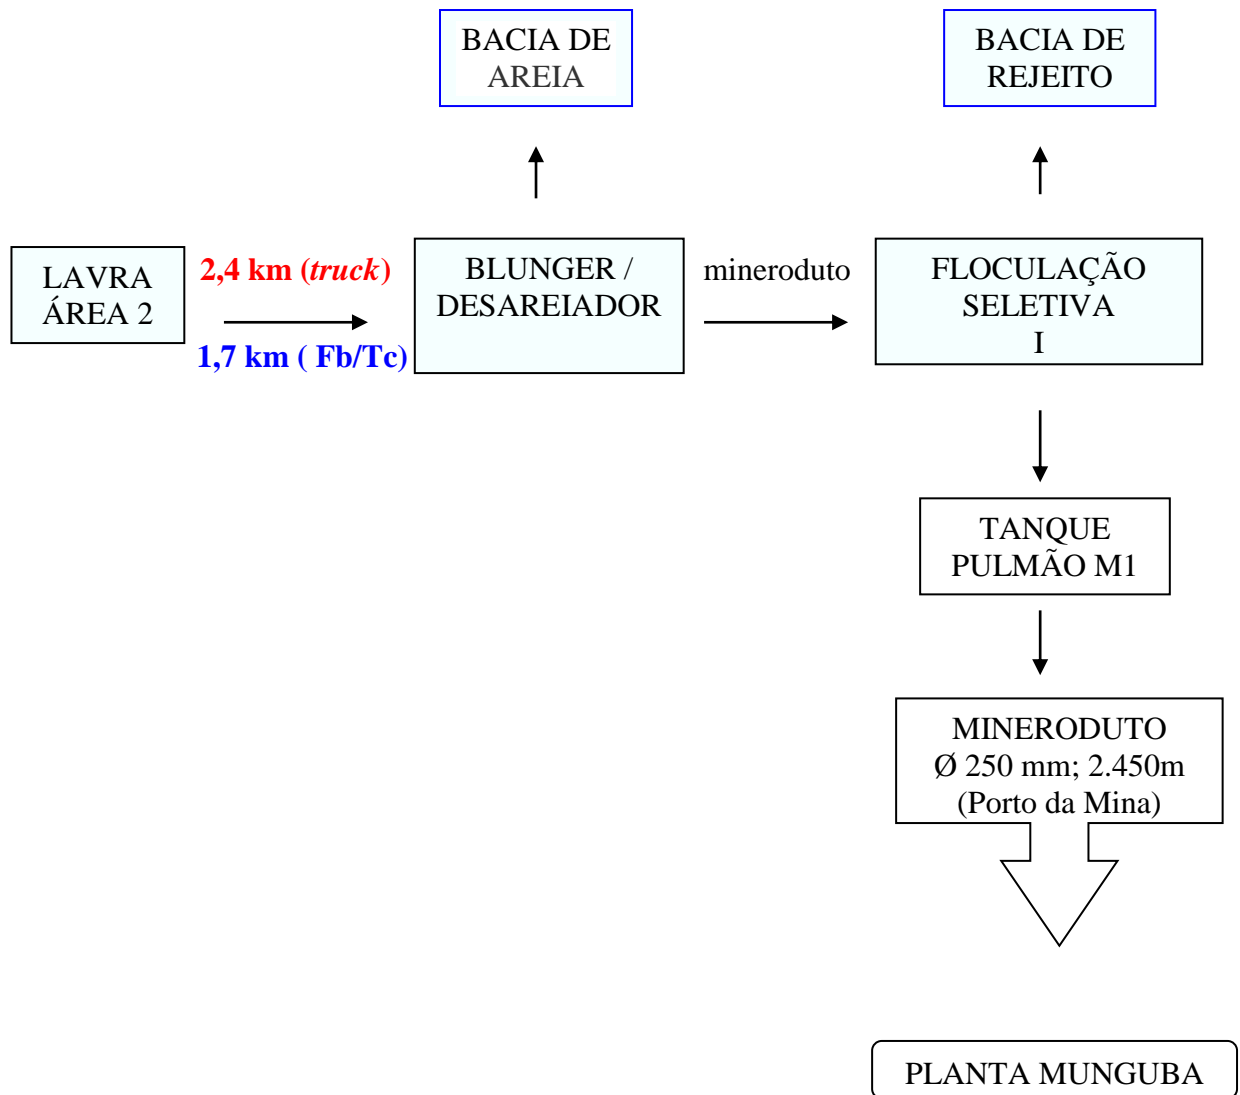 BACIA DE
AREIA
BACIA DE
REJEITO
LAVRA
ÁREA 2
2,4 km (truck)
1,7 km ( Fb/Tc)
BLUNGER /
DESAREIADOR
mineroduto
FLOCULAÇÃO
SELETIVA
I
TANQUE
PULMÃO M1
MINERODUTO
Ø 250 mm; 2.450m
(Porto da Mina)
PLANTA MUNGUBA